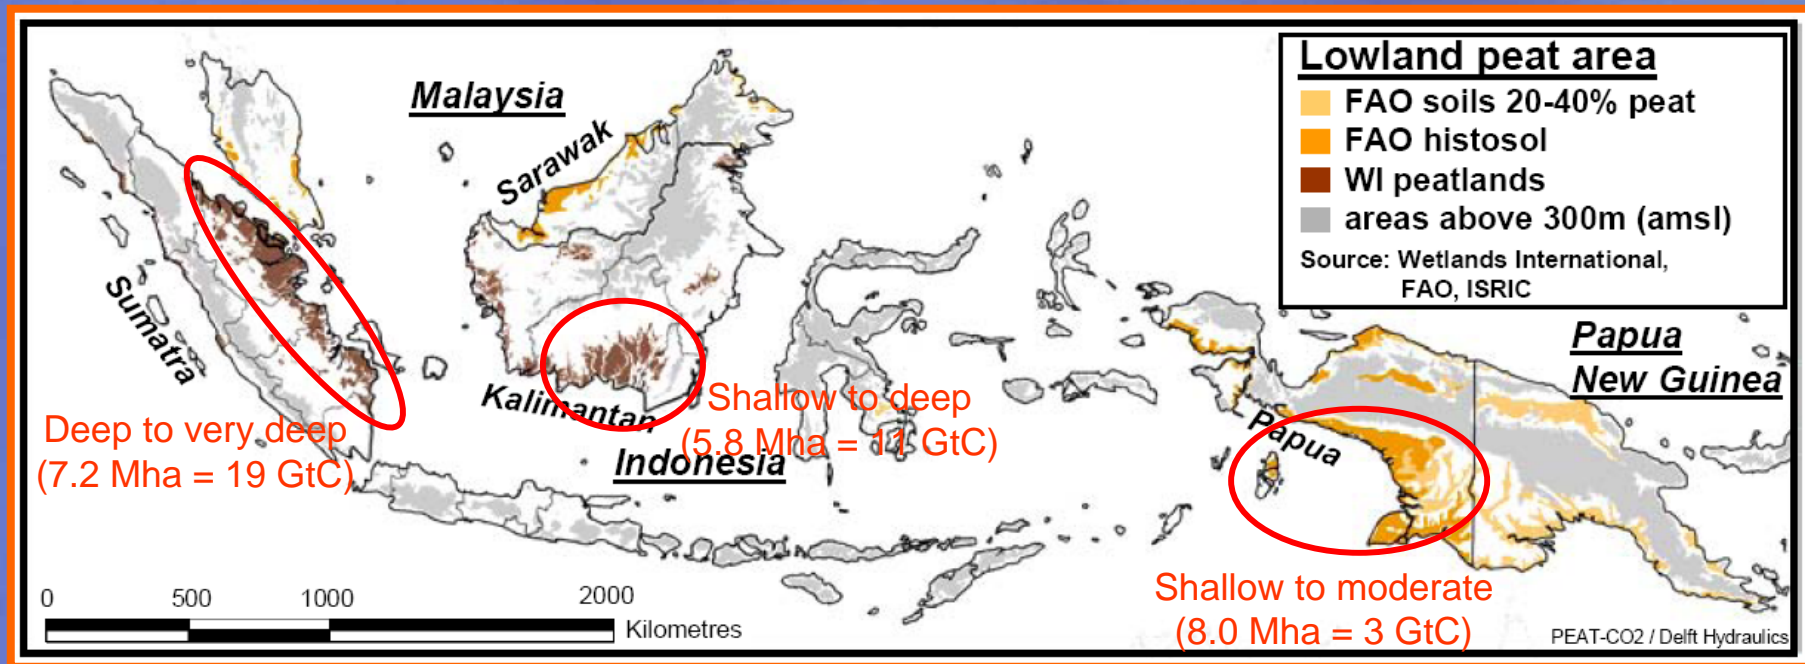 Malaysia
Sarawak
Sumatra
Kalimantan
Indonesia
Papua
Papua
New Guinea
Lowland peat area
FAO soils 20-40% peat
FAO histosol
WI peatlands
areas above 300m (amsl)
Source: Wetlands International,
FAO, ISRIC
Deep to very deep
(7.2 Mha = 19 GtC)
Shallow to deep
(5.8 Mha = 11 GtC)
Shallow to moderate
(8.0 Mha = 3 GtC)
0 500 1000 2000
Kilometres
PEAT-CO2 / Delft Hydraulics